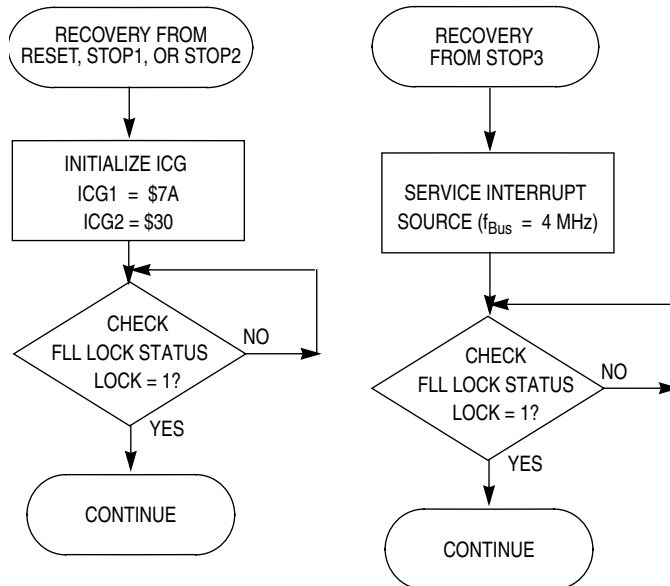 RECOVERY FROM
RESET, STOP1, OR STOP2
INITIALIZE ICG
ICG1 = $7A
ICG2 = $30
CHECK
FLL LOCK STATUS
LOCK = 1?
NO
YES
CONTINUE
RECOVERY
FROM STOP3
SERVICE INTERRUPT
SOURCE (fBus = 4 MHz)
CHECK
FLL LOCK STATUS
LOCK = 1?
NO
YES
CONTINUE